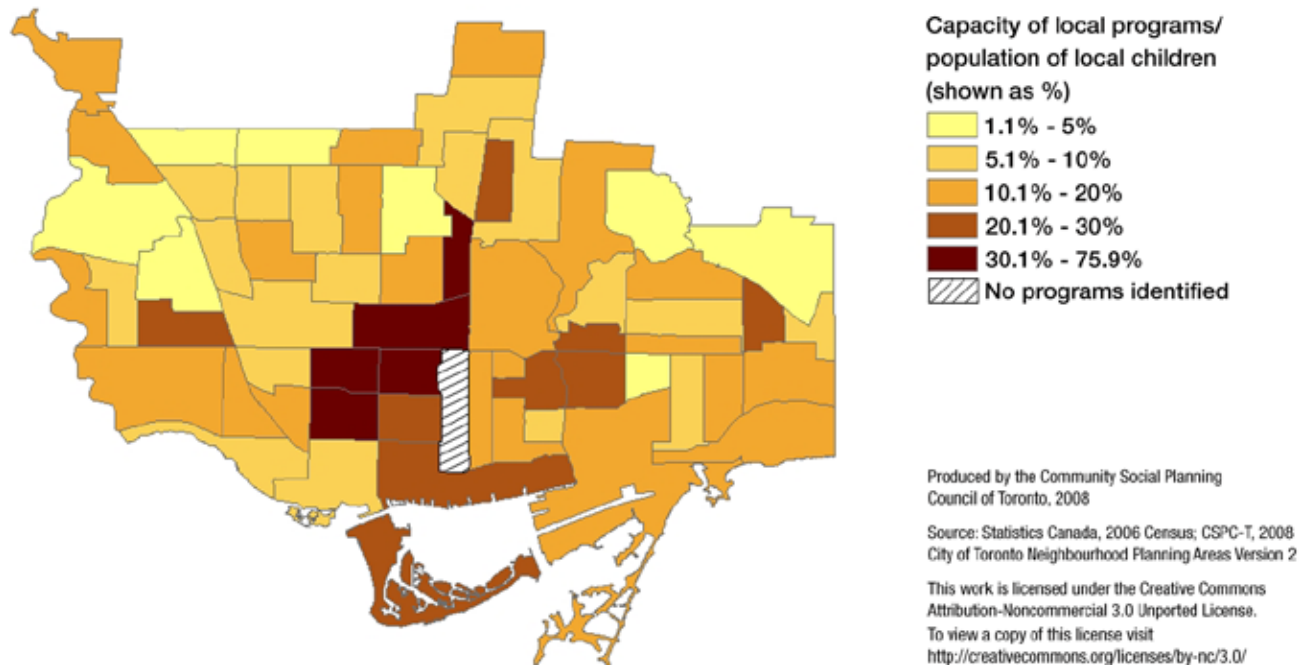 Capacity of local programs/
population of local children
(shown as %)
1.1% - 5%
5.1% - 10%
10.1% - 20%
20.1% - 30%
30.1% - 75.9%
No programs identified
Produced by the Community Social Planning
Council of Toronto, 2008
Source: Statistics Canada, 2006 Census; CSPC-T, 2008
City of Toronto Neighbourhood Planning Areas Version 2
This work is licensed under the Creative Commons
Attribution-Noncommercial 3.0 Unported License.
To view a copy of this license visit
http://creativecommons.org/licenses/by-nc/3.0/